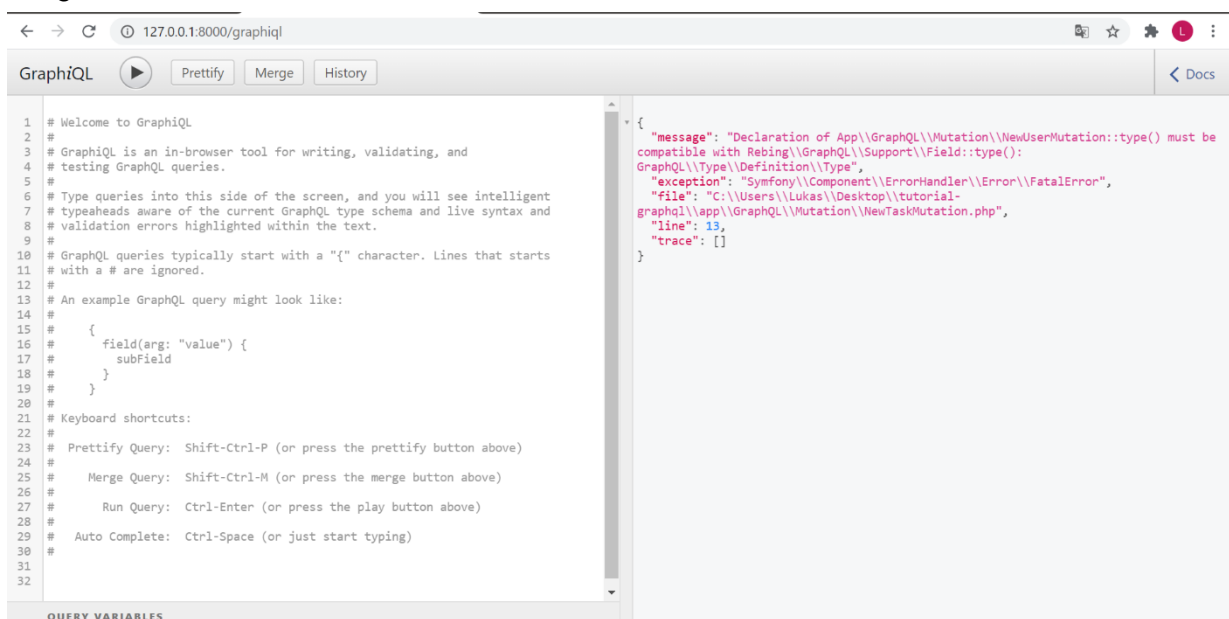 127.0.0.1:8000/graphiql
L
GraphiQL
Prettify
Merge
History
Docs
1 # Welcome to GraphiQL
2 #
3 # GraphiQL is an in-browser tool for writing, validating, and
4 # testing GraphQL queries.
5 #
6 # Type queries into this side of the screen, and you will see intelligent
7 # typeaheads aware of the current GraphQL type schema and live syntax and
8 # validation errors highlighted within the text.
9 #
10 # GraphQL queries typically start with a "{" character. Lines that starts
11 # with a # are ignored.
12 #
13 # An example GraphQL query might look like:
14 #
15 # {
16 # field(arg: "value") {
17 # subField
18 # }
19 # }
20 #
21 # Keyboard shortcuts:
22 #
23 # Prettify Query: Shift-Ctrl-P (or press the prettify button above)
24 #
25 # Merge Query: Shift-Ctrl-M (or press the merge button above)
26 #
27 # Run Query: Ctrl-Enter (or press the play button above)
28 #
29 # Auto Complete: Ctrl-Space (or just start typing)
30 #
31
32
QUERY VARIABLES
{
"message": "Declaration of App\\GraphQL\\Mutation\\NewUserMutation::type() must be
compatible with Rebing\\GraphQL\\Support\\Field::type():
GraphQL\\Type\\Definition\\Type",
"exception": "Symfony\\Component\\ErrorHandler\\Error\\FatalError",
"file": "C:\\Users\\Lukas\\Desktop\\tutorial-
graphql\\app\\GraphQL\\Mutation\\NewTaskMutation.php",
"line": 13,
"trace": []
}